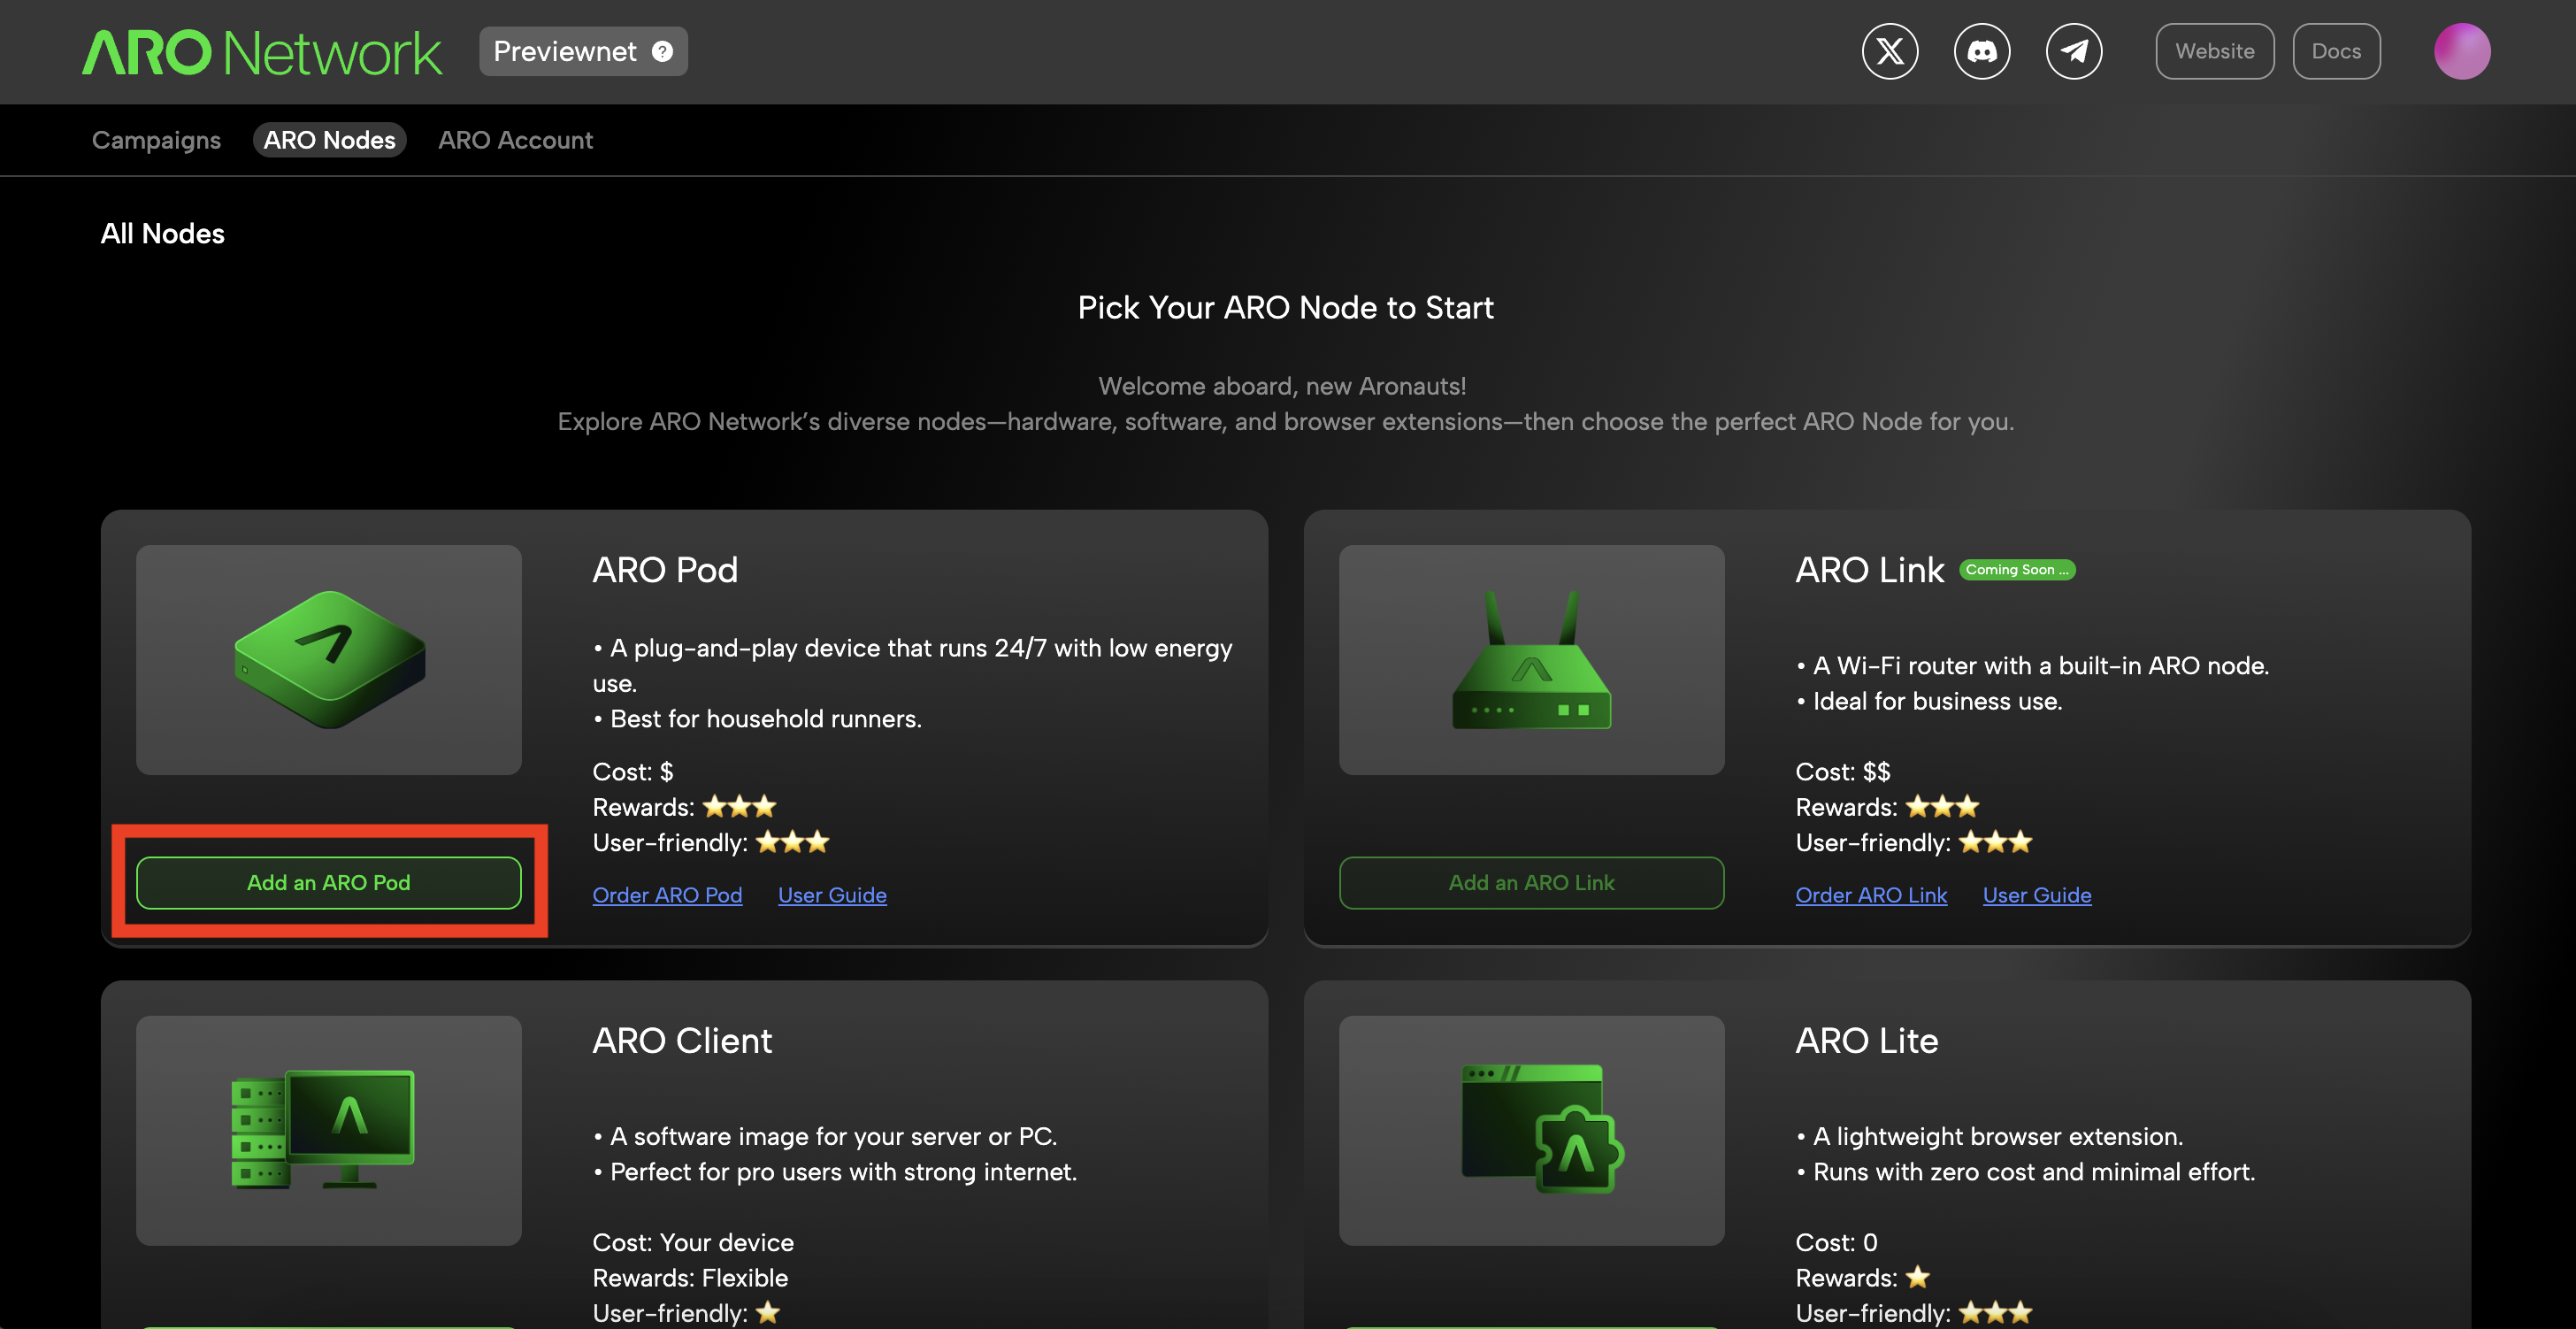 ARO Network
Previewnet ?
Website
Docs
Campaigns
ARO Nodes
ARO Account
All Nodes
Pick Your ARO Node to Start
Welcome aboard, new Aronauts!
Explore ARO Network’s diverse nodes—hardware, software, and browser extensions—then choose the perfect ARO Node for you.
ARO Pod
• A plug-and-play device that runs 24/7 with low energy
use.
• Best for household runners.
Cost: $
Rewards: ⭐⭐⭐
User-friendly: ⭐⭐⭐
Add an ARO Pod
Order ARO Pod
User Guide
ARO Link
Coming Soon ...
• A Wi-Fi router with a built-in ARO node.
• Ideal for business use.
Cost: $$
Rewards: ⭐⭐⭐
User-friendly: ⭐⭐⭐
Add an ARO Link
Order ARO Link
User Guide
ARO Client
• A software image for your server or PC.
• Perfect for pro users with strong internet.
Cost: Your device
Rewards: Flexible
User-friendly: ⭐
ARO Lite
• A lightweight browser extension.
• Runs with zero cost and minimal effort.
Cost: 0
Rewards: ⭐
User-friendly: ⭐⭐⭐